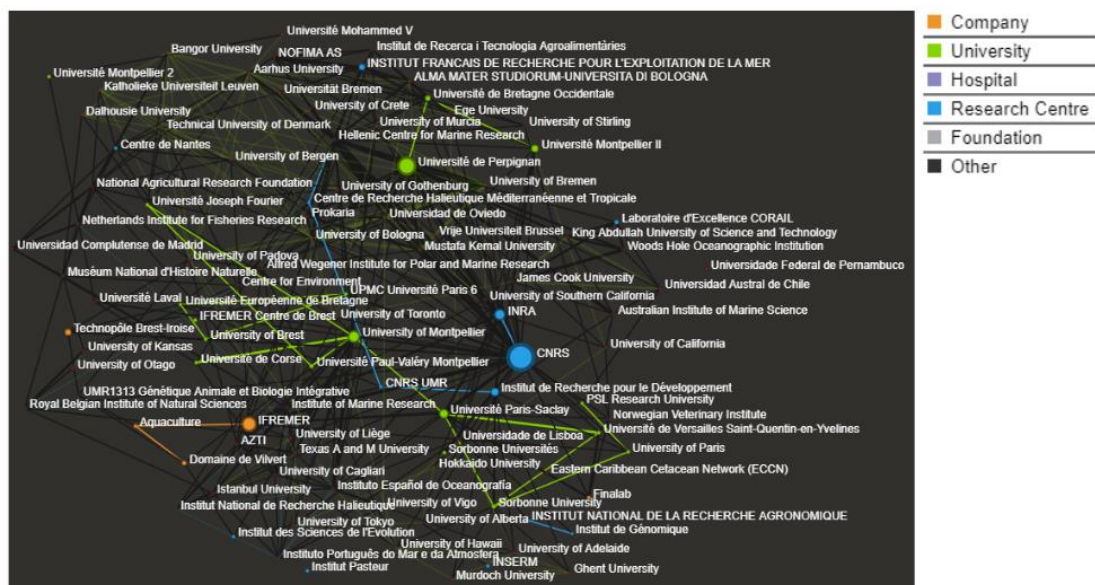 Université Mohammed V
Bangor University
NOFIMA AS
Institut de Recerca i Tecnologia Agroalimentàries
INSTITUT FRANCAIS DE RECHERCHE POUR L'EXPLOITATION DE LA MER
Aarhus University
Université Montpellier 2
ALMA MATER STUDIORUM-UNIVERSITA DI BOLOGNA
Katholieke Universiteit Leuven
Universität Bremen
Université de Bretagne Occidentale
University of Crete
Ege University
Dalhousie University
University of Murcia
University of Stirling
Technical University of Denmark
Hellenic Centre for Marine Research
Centre de Nantes
Université Montpellier II
University of Bergen
Université de Perpignan
National Agricultural Research Foundation
University of Gothenburg
University of Bremen
Université Joseph Fourier
Centre de Recherche Halieutique Méditerranéenne et Tropicale
Prokaria
Universidad de Oviedo
Netherlands Institute for Fisheries Research
Laboratoire d'Excellence CORAIL
University of Bologna
Vrije Universiteit Brussel
King Abdullah University of Science and Technology
Universidad Complutense de Madrid
Mustafa Kemal University
Woods Hole Oceanographic Institution
University of Padova
Alfred Wegener Institute for Polar and Marine Research
Universidade Federal de Pernambuco
Muséum National d'Histoire Naturelle
Centre for Environment
James Cook University
Universidad Austral de Chile
UPMC Université Paris 6
Université Laval
Université Européenne de Bretagne
University of Southern California
IFREMER Centre de Brest
University of Toronto
INRA
Australian Institute of Marine Science
Technopôle Brest-Iroise
University of Brest
University of Montpellier
University of Kansas
University of California
University of Otago
Université de Corse
Université Paul-Valéry Montpellier
CNRS
UMR1313 Génétique Animale et Biologie Intégrative
CNRS UMR
Institut de Recherche pour le Développement
Royal Belgian Institute of Natural Sciences
Institute of Marine Research
PSL Research University
Aquaculture
IFREMER
Université Paris-Saclay
Norwegian Veterinary Institute
AZTI
University of Liège
Universidade de Lisboa
Université de Versailles Saint-Quentin-en-Yvelines
Domaine de Vilvert
Texas A and M University
Sorbonne Universités
University of Paris
Hokkaido University
University of Cagliari
Eastern Caribbean Cetacean Network (ECCN)
Istanbul University
Instituto Español de Oceanografía
Finalab
Institut National de Recherche Halieutique
University of Vigo
Sorbonne University
University of Tokyo
University of Alberta
INSTITUT NATIONAL DE LA RECHERCHE AGRONOMIQUE
Institut des Sciences de l'Evolution
Institut de Génomique
University of Hawaii
Instituto Português do Mar e da Atmosfera
University of Adelaide
Institut Pasteur
INSERM
Murdoch University
Ghent University
Company
University
Hospital
Research Centre
Foundation
Other